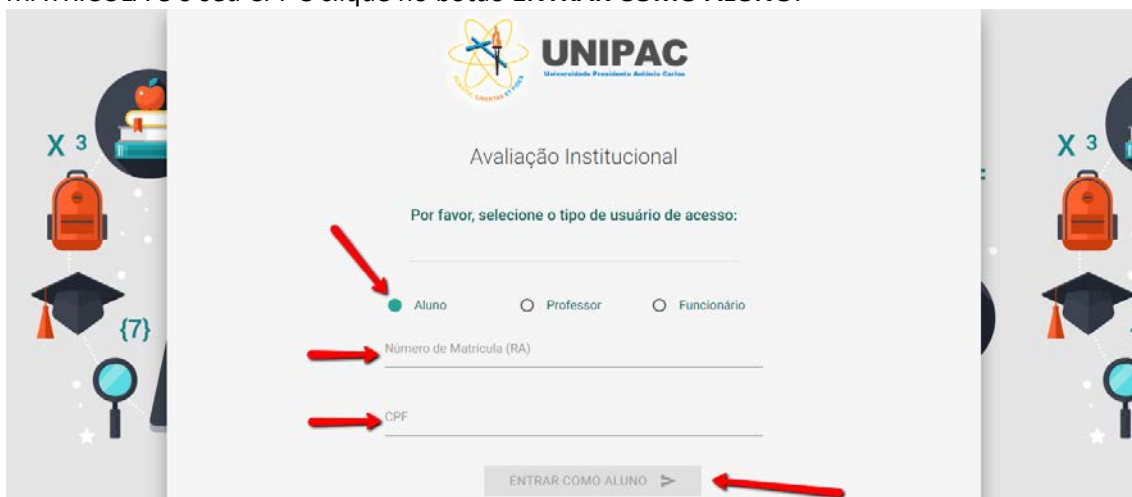 UNIPAC
Universidade Presidente Antônio Carlos
Avaliação Institucional
Por favor, selecione o tipo de usuário de acesso:
Aluno
Professor
Funcionário
Número de Matrícula (RA)
CPF
ENTRAR COMO ALUNO
X 3
{7}
X 3